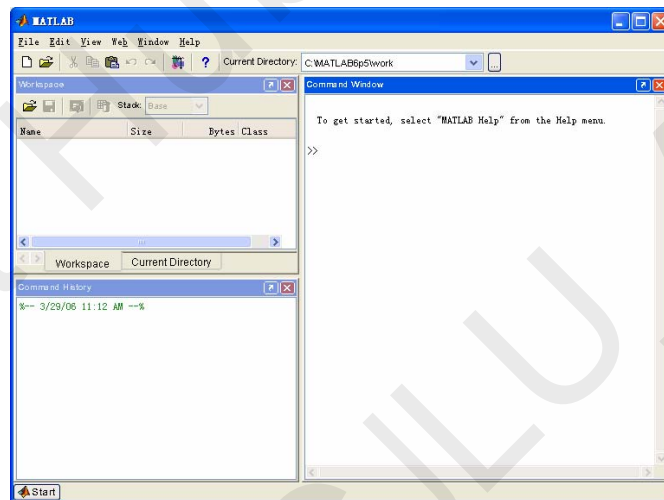 MATLAB
File Edit View Web Window Help
? Current Directory: C:\MATLAB6p5\work ...
Workspace
Stack: Base
Name Size Bytes Class
Workspace Current Directory
Command History
%-- 3/29/06 11:12 AM --%
Command Window
To get started, select "MATLAB Help" from the Help menu.
>>
Start